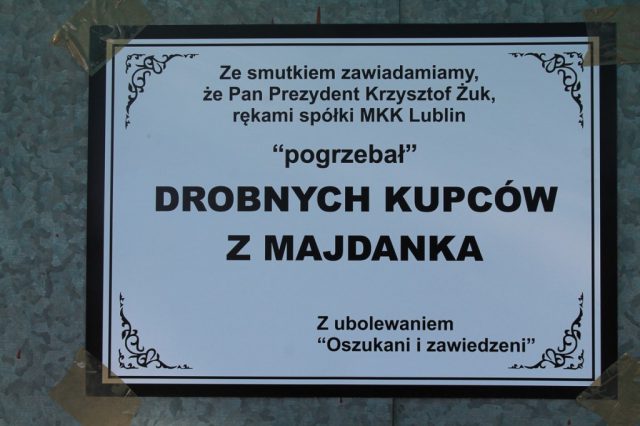 Ze smutkiem zawiadamiamy,
że Pan Prezydent Krzysztof Żuk,
rękami spółki MKK Lublin
“pogrzebał”
DROBNYCH KUPCÓW
Z MAJDANKA
Z ubolewaniem
“Oszukani i zawiedzeni”